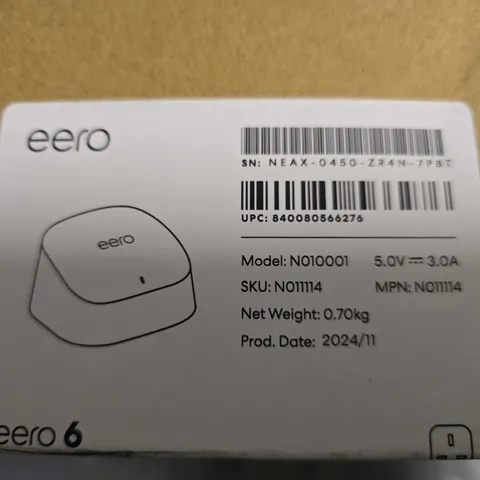 eero
SN: NEAX-0450-ZR4N-7P8T
UPC: 840080566276
eero
Model: N010001 5.0V⎓3.0A
SKU: N011114 MPN: N011114
Net Weight: 0.70kg
Prod. Date: 2024/11
eero 6